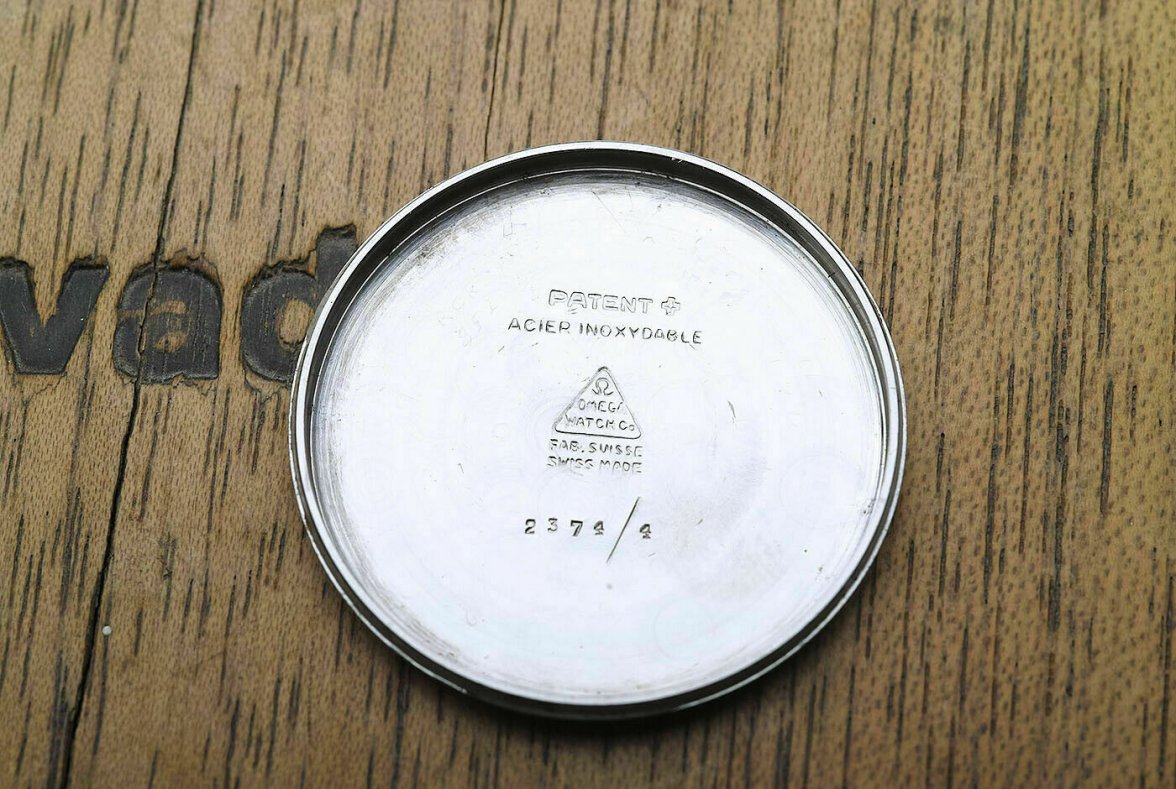 vad
PATENT ✚
ACIER INOXYDABLE
Ω
OMEGA
WATCH Co
FAB. SUISSE
SWISS MADE
2374/4